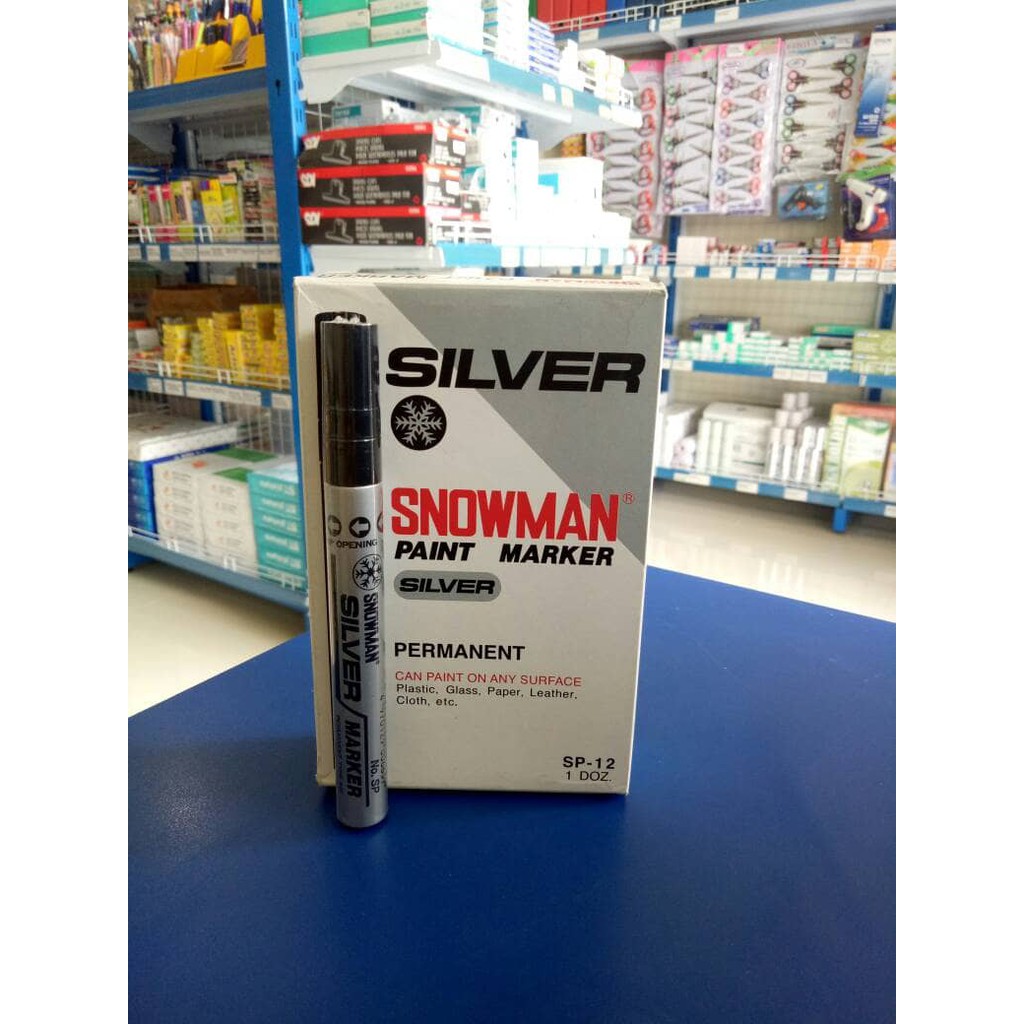 SILVER
SNOWMAN®
PAINT MARKER
SILVER
PERMANENT
CAN PAINT ON ANY SURFACE
Plastic, Glass, Paper, Leather,
Cloth, etc.
SP-12
1 DOZ.
OPENING
SNOWMAN
SILVER MARKER
No. SP